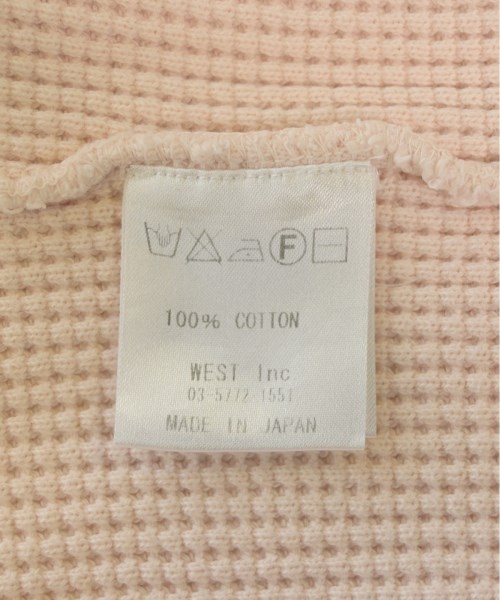 F
100% COTTON
WEST Inc
03-5772-1551
MADE IN JAPAN